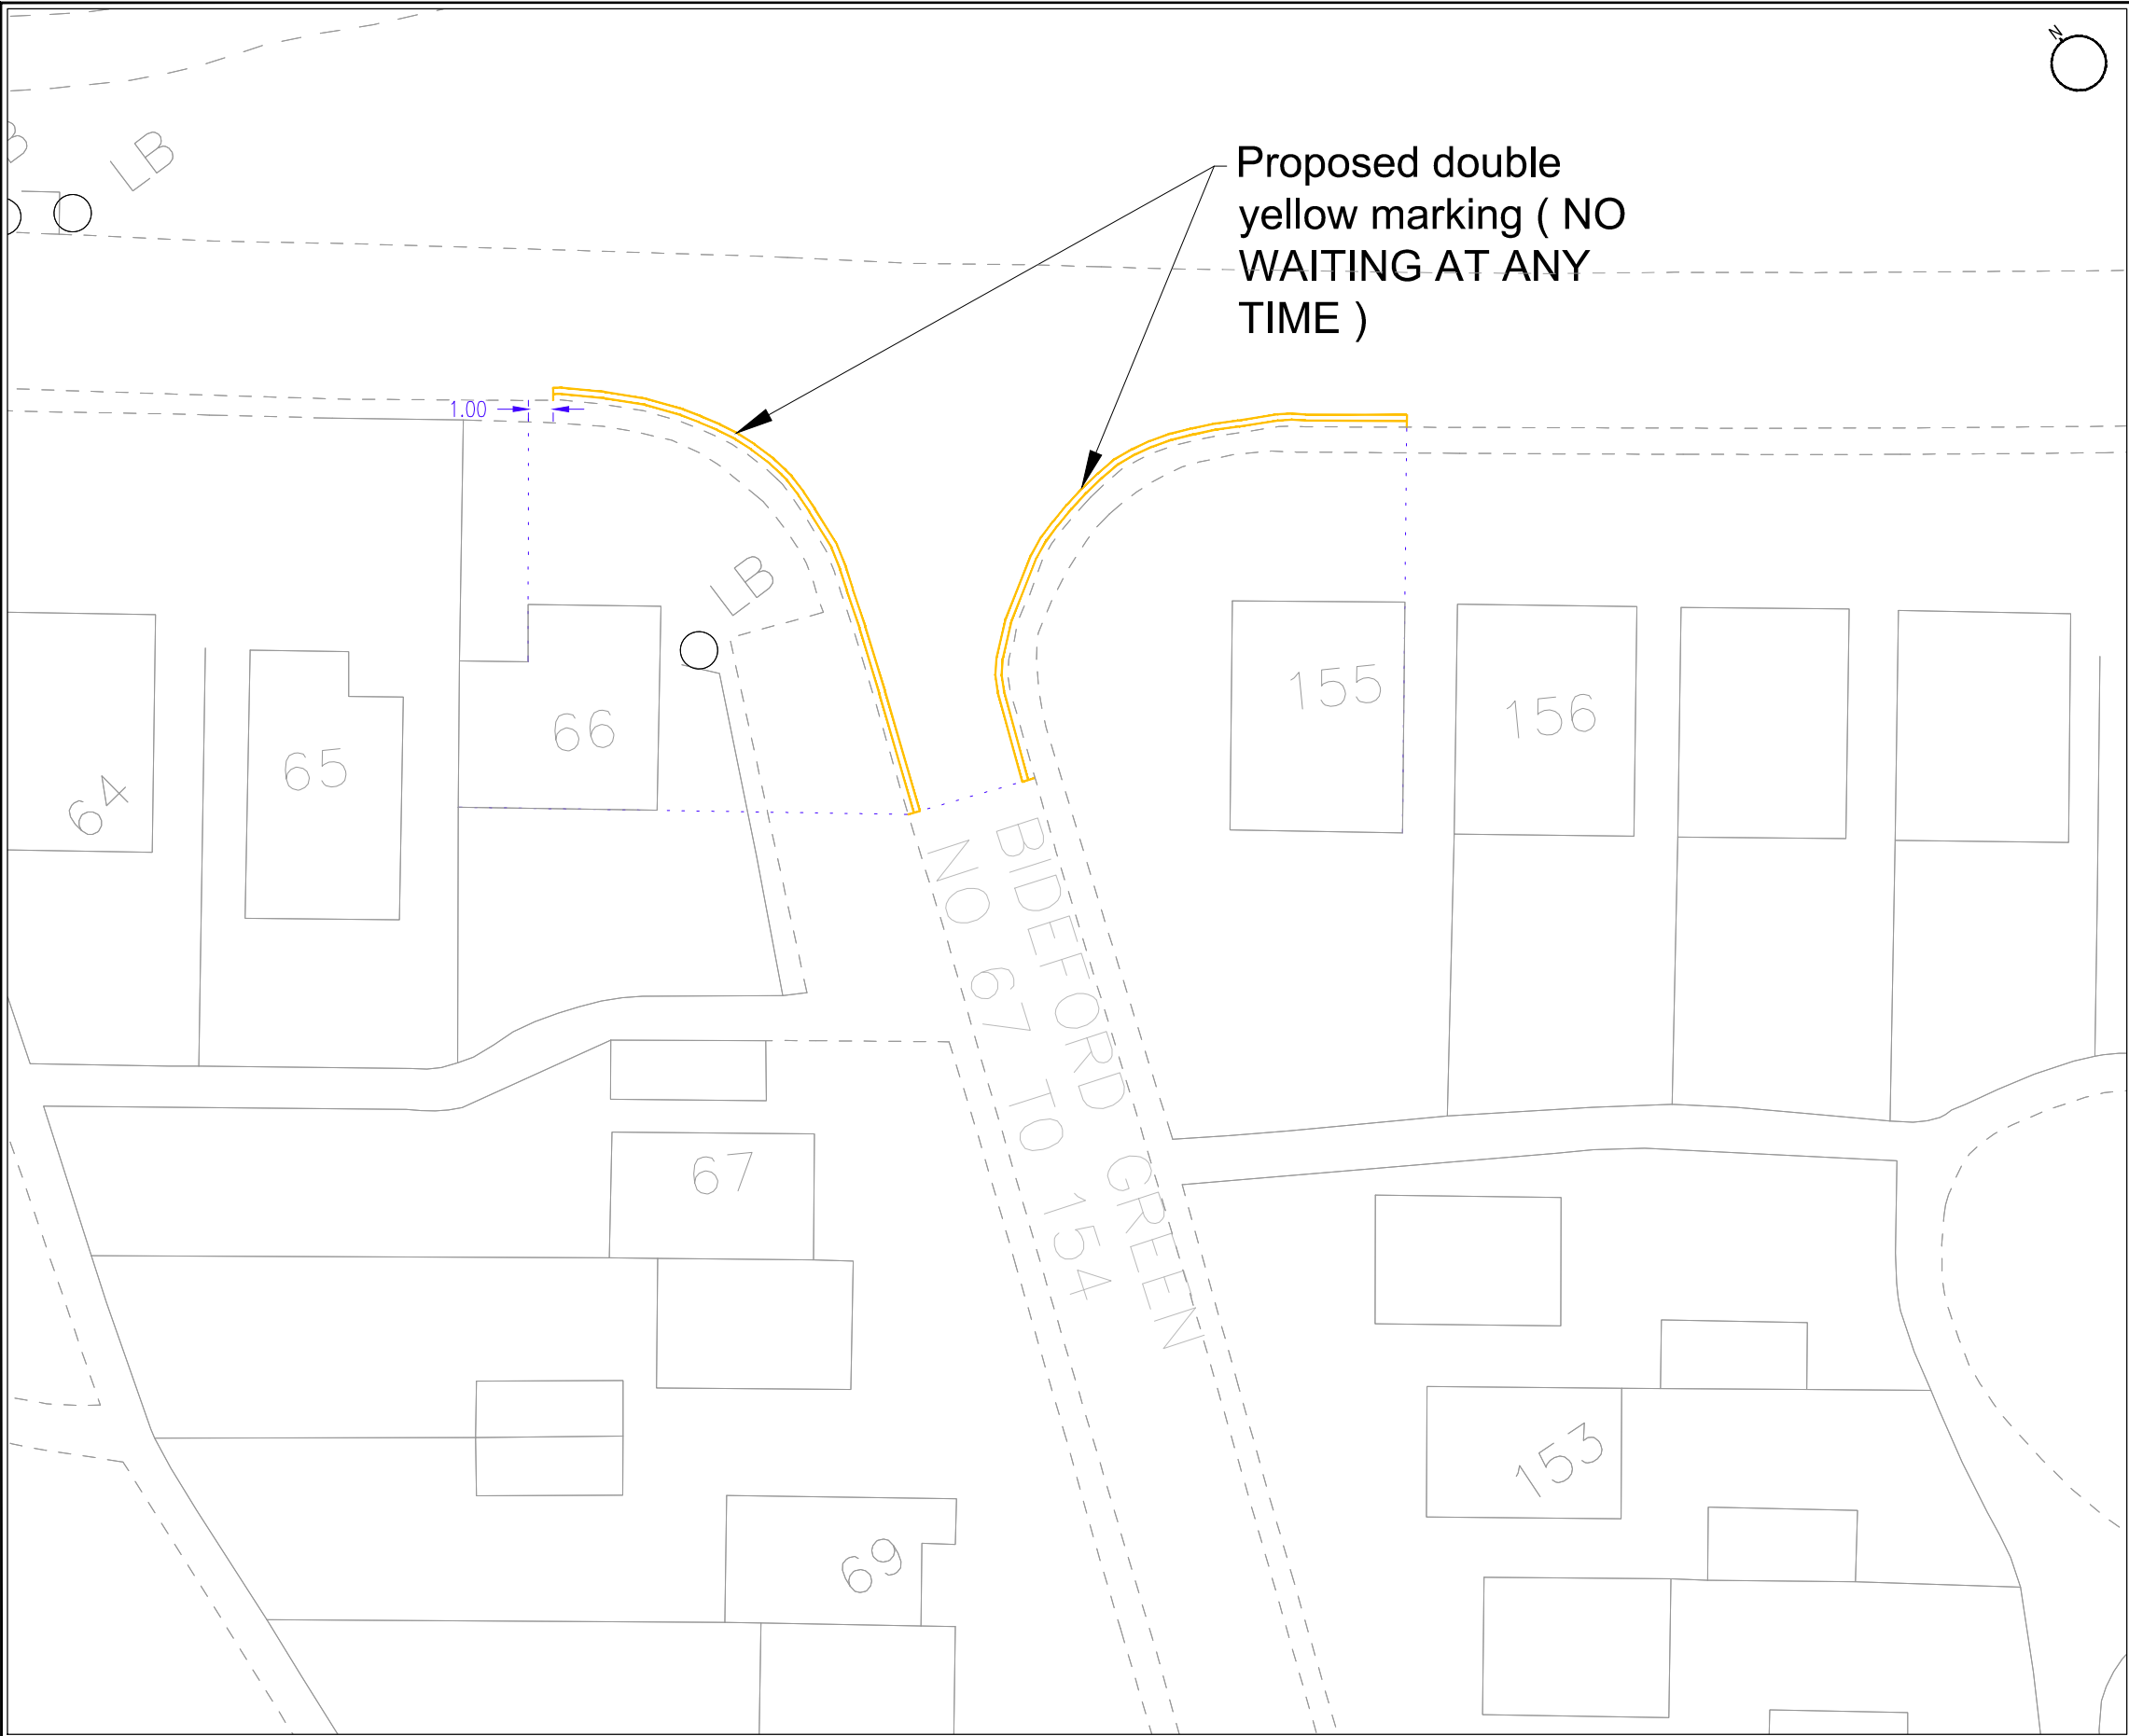 N
LB
Proposed double
yellow marking ( NO
WAITING AT ANY
TIME )
1.00
LB
64
65
66
155
156
BIDEFORD GREEN
NO 67 TO 154
67
153
69